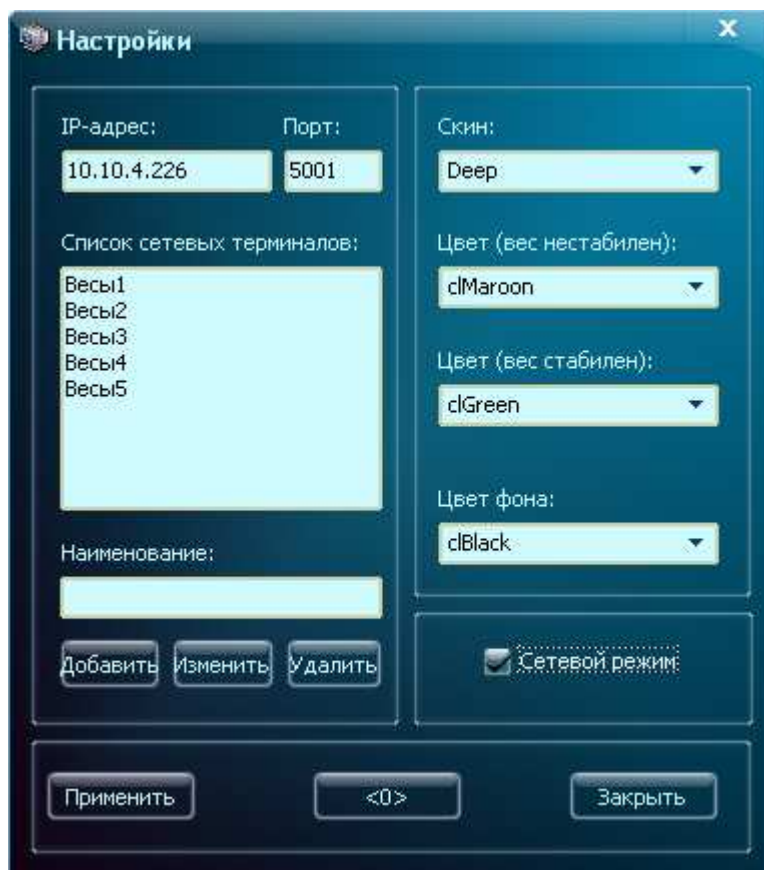 Настройки
IP-адрес:
Порт:
10.10.4.226
5001
Список сетевых терминалов:
Весы1
Весы2
Весы3
Весы4
Весы5
Наименование:
Добавить
Изменить
Удалить
Скин:
Deep
Цвет (вес нестабилен):
clMaroon
Цвет (вес стабилен):
clGreen
Цвет фона:
clBlack
Сетевой режим
Применить
<0>
Закрыть